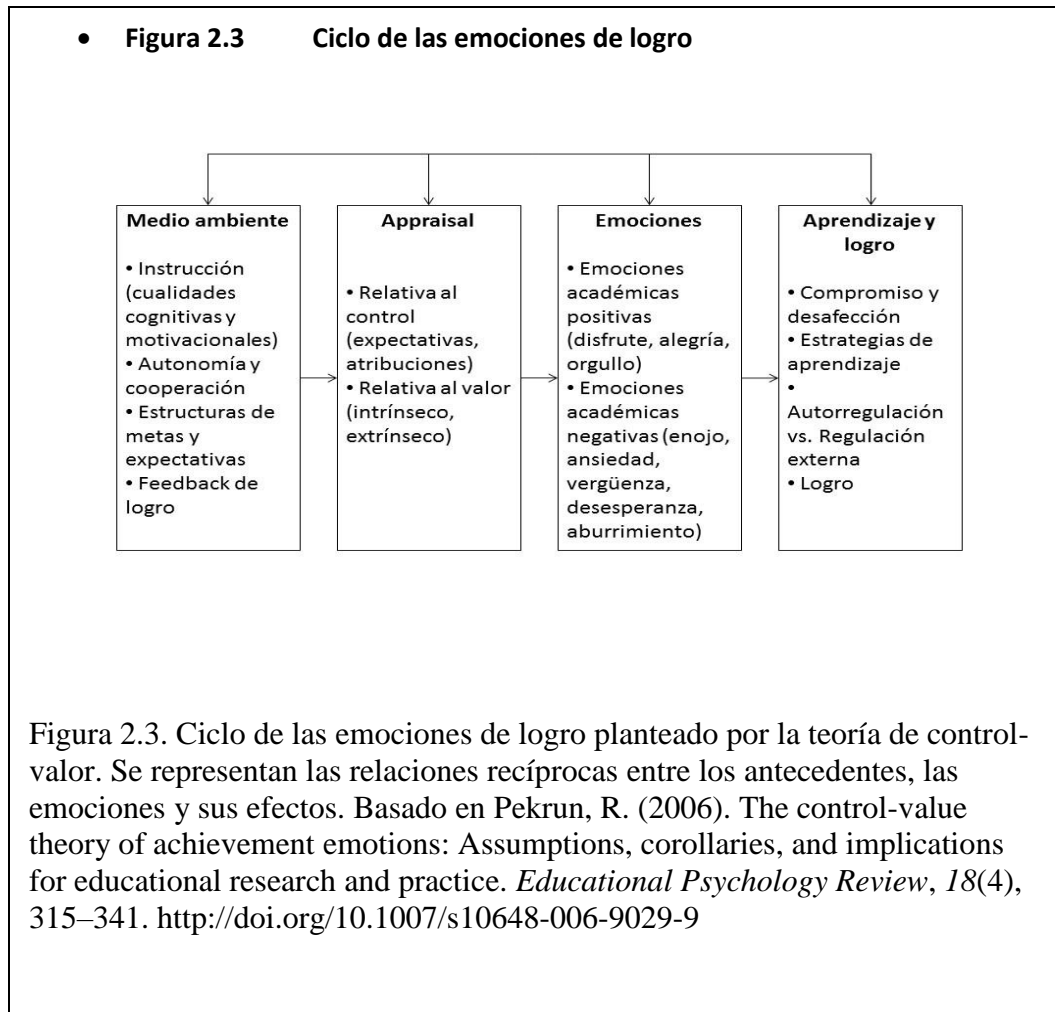 • Figura 2.3 Ciclo de las emociones de logro
Medio ambiente
• Instrucción
(cualidades
cognitivas y
motivacionales)
• Autonomía y
cooperación
• Estructuras de
metas y
expectativas
• Feedback de
logro
Appraisal
• Relativa al
control
(expectativas,
atribuciones)
• Relativa al valor
(intrínseco,
extrínseco)
Emociones
• Emociones
académicas
positivas
(disfrute, alegría,
orgullo)
• Emociones
académicas
negativas (enojo,
ansiedad,
vergüenza,
desesperanza,
aburrimiento)
Aprendizaje y
logro
• Compromiso y
desafección
• Estrategias de
aprendizaje
•
Autorregulación
vs. Regulación
externa
• Logro
Figura 2.3. Ciclo de las emociones de logro planteado por la teoría de control-
valor. Se representan las relaciones recíprocas entre los antecedentes, las
emociones y sus efectos. Basado en Pekrun, R. (2006). The control-value
theory of achievement emotions: Assumptions, corollaries, and implications
for educational research and practice. Educational Psychology Review, 18(4),
315–341. http://doi.org/10.1007/s10648-006-9029-9